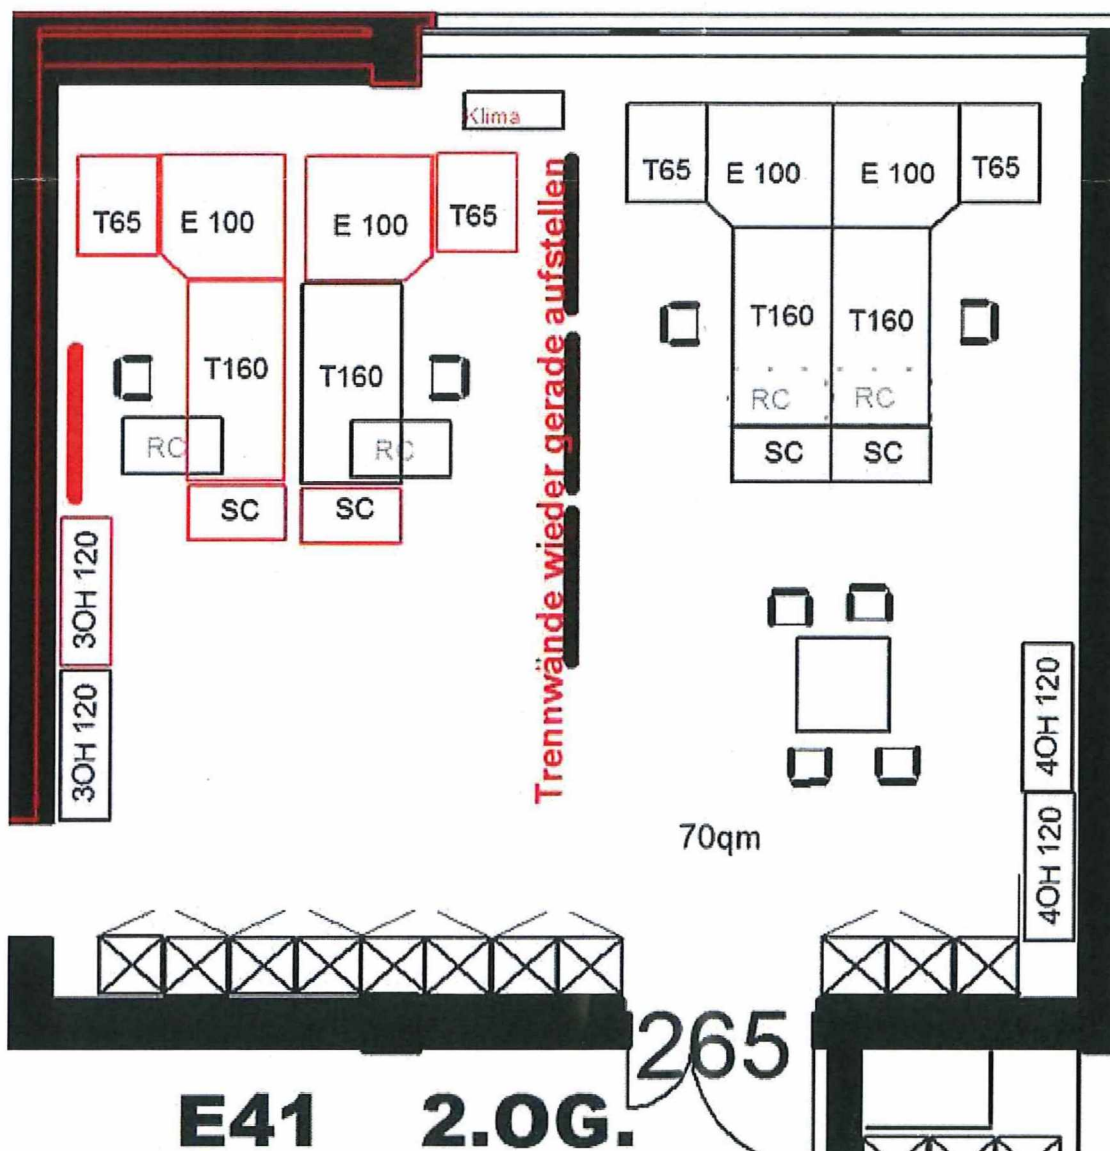 Klima
T65
E 100
E 100
T65
T65
E 100
E 100
T65
Trennwände wieder gerade aufstellen
T160
T160
T160
T160
RC
RC
RC
RC
SC
SC
SC
SC
3OH 120
3OH 120
4OH 120
4OH 120
70qm
265
E41 2.OG.